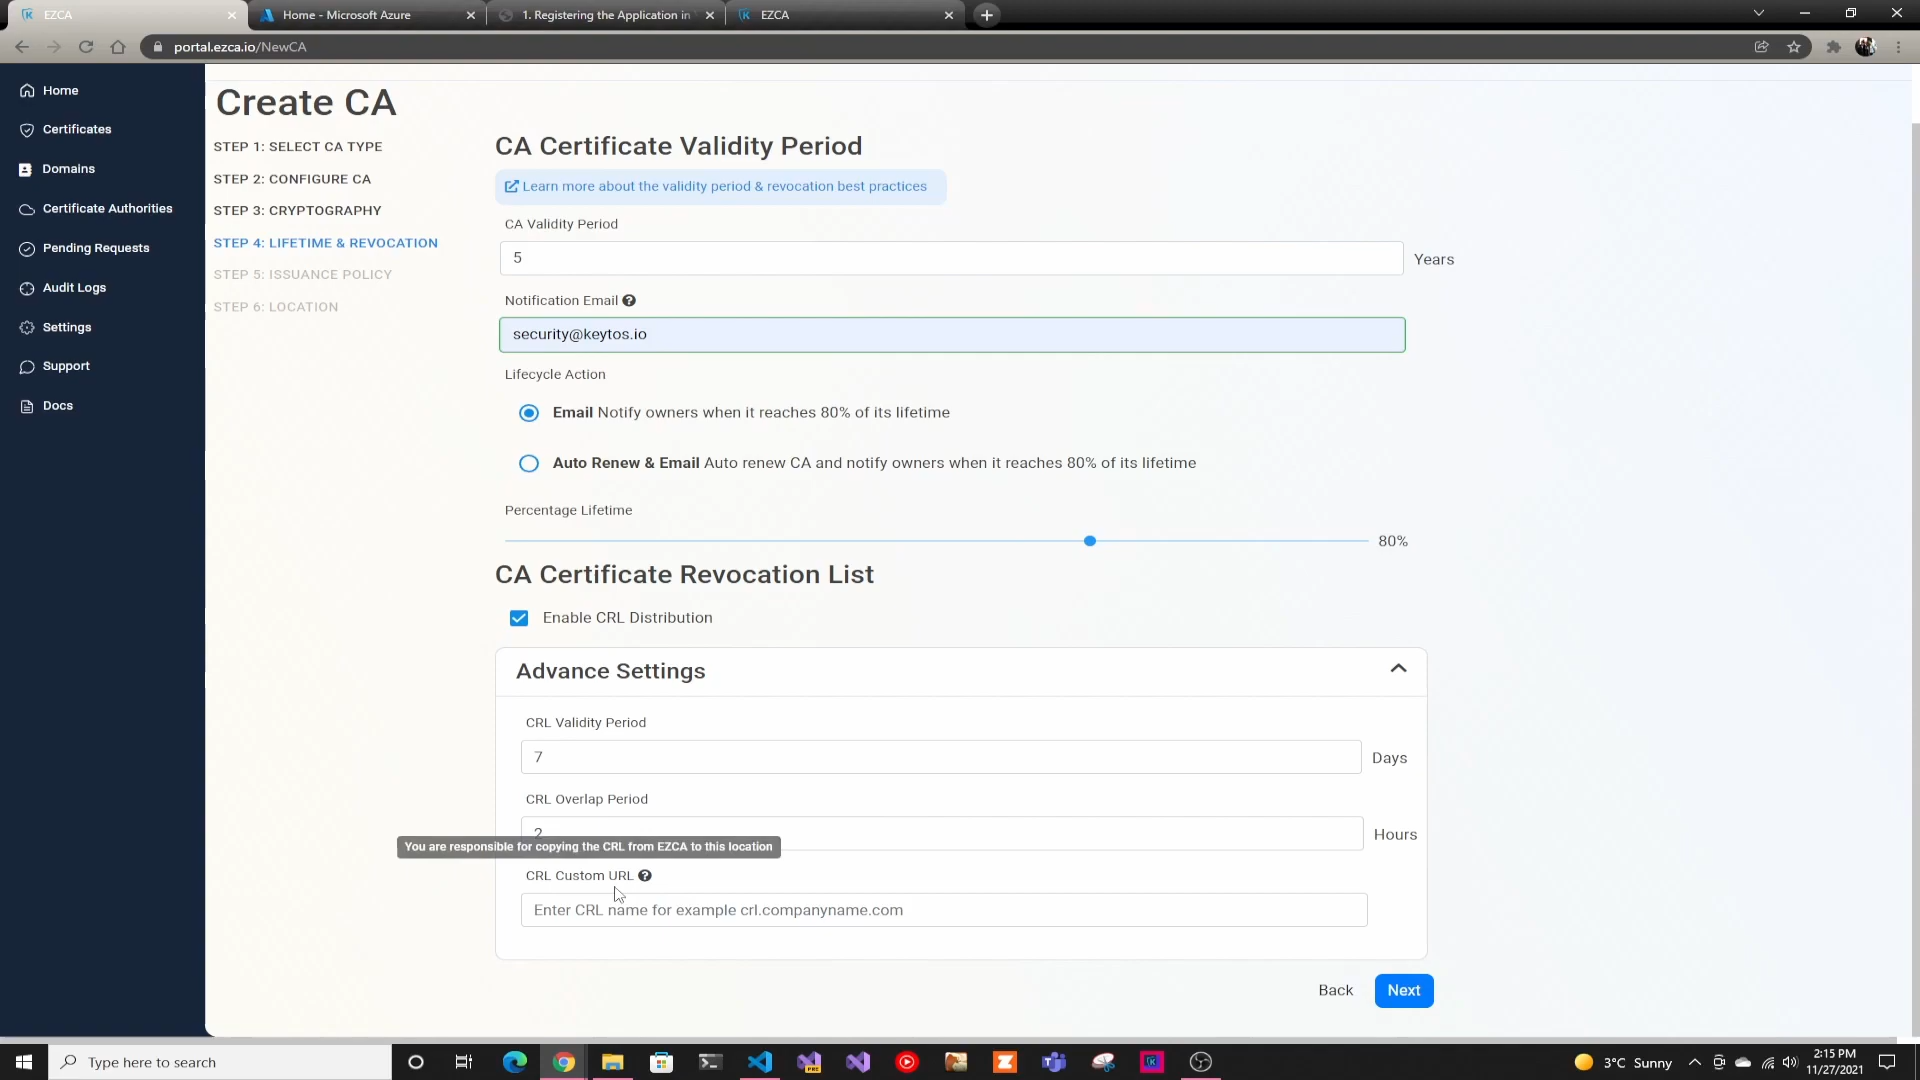 EZCA
Home - Microsoft Azure
1. Registering the Application in
EZCA
portal.ezca.io/NewCA
Home
Certificates
Domains
Certificate Authorities
Pending Requests
Audit Logs
Settings
Support
Docs
Create CA
STEP 1: SELECT CA TYPE
STEP 2: CONFIGURE CA
STEP 3: CRYPTOGRAPHY
STEP 4: LIFETIME & REVOCATION
STEP 5: ISSUANCE POLICY
STEP 6: LOCATION
CA Certificate Validity Period
Learn more about the validity period & revocation best practices
CA Validity Period
5 Years
Notification Email
security@keytos.io
Lifecycle Action
Email Notify owners when it reaches 80% of its lifetime
Auto Renew & Email Auto renew CA and notify owners when it reaches 80% of its lifetime
Percentage Lifetime
80%
CA Certificate Revocation List
Enable CRL Distribution
Advance Settings
CRL Validity Period
7 Days
CRL Overlap Period
2 Hours
You are responsible for copying the CRL from EZCA to this location
CRL Custom URL
Enter CRL name for example crl.companyname.com
Back Next
Type here to search
3°C Sunny
2:15 PM
11/27/2021